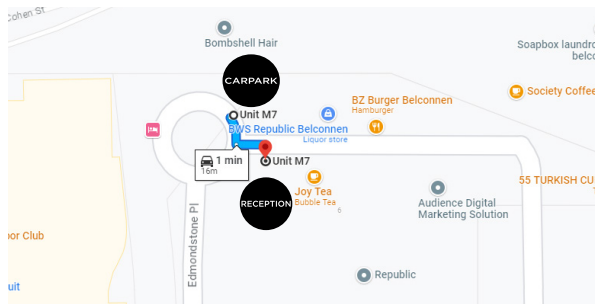 Cohen St
Bombshell Hair
Soapbox laundro
belco
CARPARK
Society Coffee
Unit M7
BZ Burger Belconnen
Hamburger
BWS Republic Belconnen
Liquor store
1 min
16m
Unit M7
Joy Tea
Bubble Tea
6
55 TURKISH CU
RECEPTION
Audience Digital
Marketing Solution
Edmondstone Pl
or Club
Republic
uit